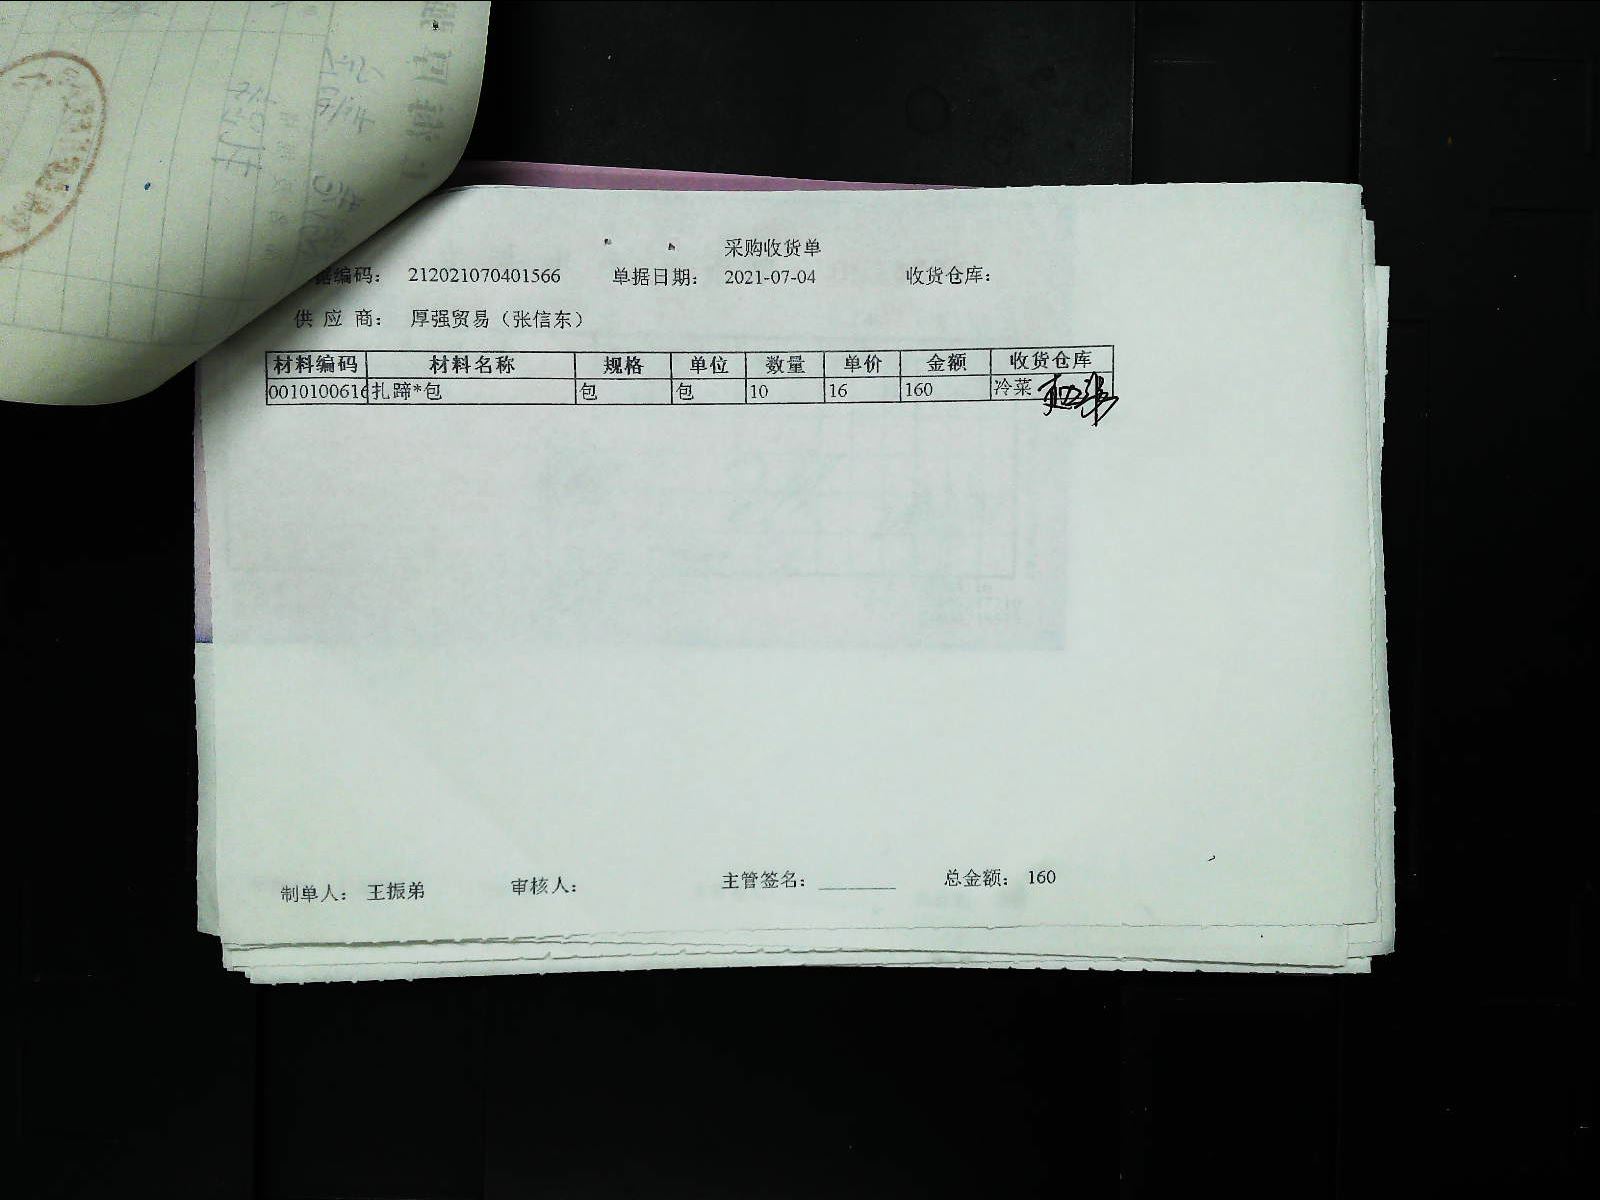 采购收货单
据编码： 212021070401566 单据日期： 2021-07-04 收货仓库：
供 应 商： 厚强贸易（张信东）
材料编码 材料名称 规格 单位 数量 单价 金额 收货仓库
0010100616 扎蹄*包 包 包 10 16 160 冷菜
制单人： 王振弟 审核人： 主管签名：________ 总金额： 160